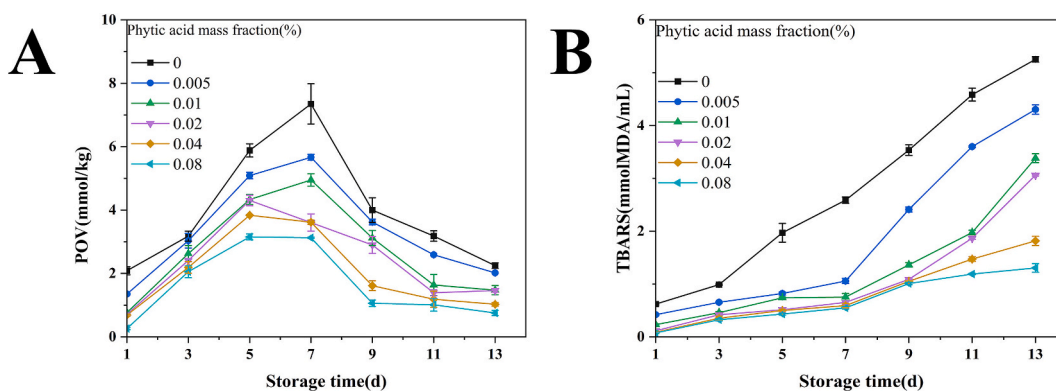 A
Phytic acid mass fraction(%)
0
0.005
0.01
0.02
0.04
0.08
POV(mmol/kg)
10
8
6
4
2
0
1 3 5 7 9 11 13
Storage time(d)
B
Phytic acid mass fraction(%)
0
0.005
0.01
0.02
0.04
0.08
TBARS(mmolMDA/mL)
6
4
2
0
1 3 5 7 9 11 13
Storage time(d)